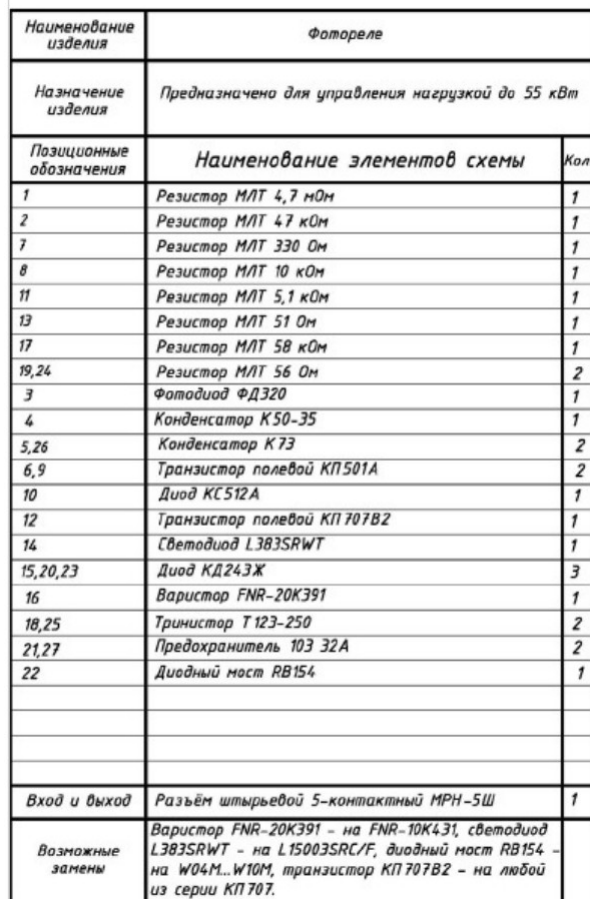 Наименование изделия Фотореле
Назначение изделия Предназначено для управления нагрузкой до 55 кВт
Позиционные обозначения Наименование элементов схемы Кол
1 Резистор МЛТ 4,7 мОм 1
2 Резистор МЛТ 47 кОм 1
7 Резистор МЛТ 330 Ом 1
8 Резистор МЛТ 10 кОм 1
11 Резистор МЛТ 5,1 кОм 1
13 Резистор МЛТ 51 Ом 1
17 Резистор МЛТ 58 кОм 1
19,24 Резистор МЛТ 56 Ом 2
3 Фотодиод ФД320 1
4 Конденсатор К50-35 1
5,26 Конденсатор К73 2
6,9 Транзистор полевой КП501А 2
10 Диод КС512А 1
12 Транзистор полевой КП707В2 1
14 Светодиод L383SRWT 1
15,20,23 Диод КД243Ж 3
16 Варистор FNR-20K391 1
18,25 Тринистор Т123-250 2
21,27 Предохранитель 103 32А 2
22 Диодный мост RB154 1
Вход и выход Разъём штырьевой 5-контактный МРН-5Ш 1
Возможные замены Варистор FNR-20K391 - на FNR-10K431, светодиод
L383SRWT - на L15003SRC/F, диодный мост RB154 -
на W04M...W10M, транзистор КП707В2 - на любой
из серии КП707.